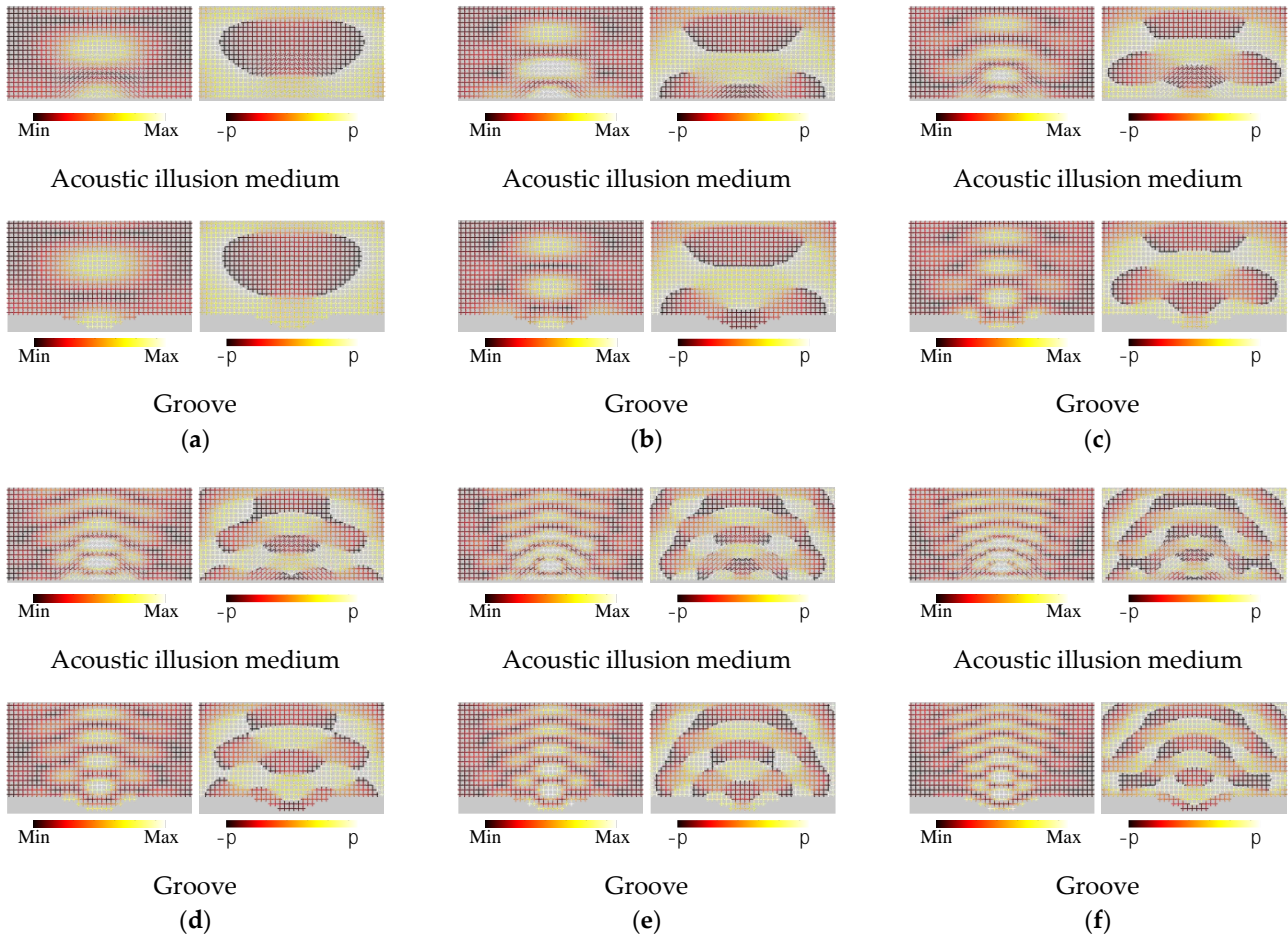 Min Max -p p Min Max -p p Min Max -p p
Acoustic illusion medium Acoustic illusion medium Acoustic illusion medium
Min Max -p p Min Max -p p Min Max -p p
Groove Groove Groove
(a) (b) (c)
Min Max -p p Min Max -p p Min Max -p p
Acoustic illusion medium Acoustic illusion medium Acoustic illusion medium
Min Max -p p Min Max -p p Min Max -p p
Groove Groove Groove
(d) (e) (f)